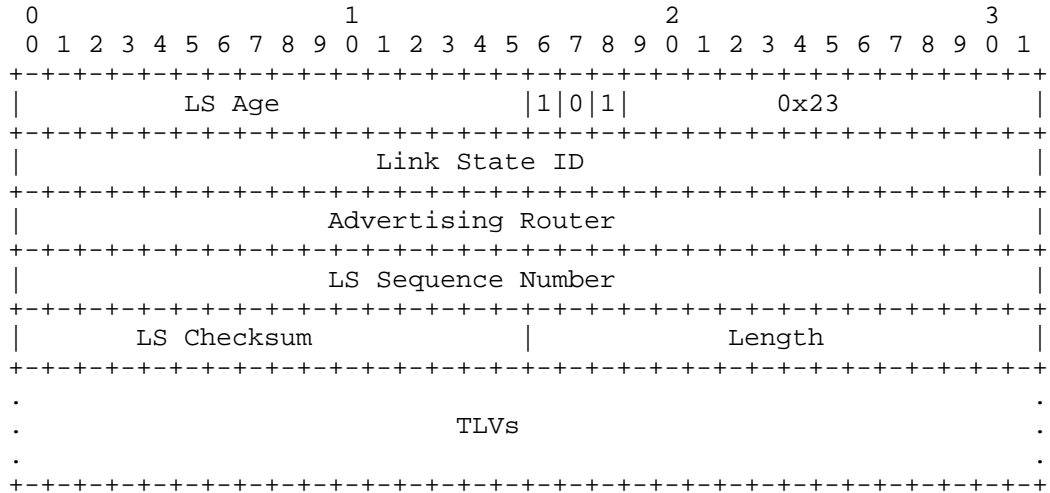 0                   1                   2                   3
 0 1 2 3 4 5 6 7 8 9 0 1 2 3 4 5 6 7 8 9 0 1 2 3 4 5 6 7 8 9 0 1
+-+-+-+-+-+-+-+-+-+-+-+-+-+-+-+-+-+-+-+-+-+-+-+-+-+-+-+-+-+-+-+-+
|          LS Age               |1|0|1|         0x23            |
+-+-+-+-+-+-+-+-+-+-+-+-+-+-+-+-+-+-+-+-+-+-+-+-+-+-+-+-+-+-+-+-+
|                      Link State ID                            |
+-+-+-+-+-+-+-+-+-+-+-+-+-+-+-+-+-+-+-+-+-+-+-+-+-+-+-+-+-+-+-+-+
|                   Advertising Router                          |
+-+-+-+-+-+-+-+-+-+-+-+-+-+-+-+-+-+-+-+-+-+-+-+-+-+-+-+-+-+-+-+-+
|                   LS Sequence Number                          |
+-+-+-+-+-+-+-+-+-+-+-+-+-+-+-+-+-+-+-+-+-+-+-+-+-+-+-+-+-+-+-+-+
|       LS Checksum             |            Length             |
+-+-+-+-+-+-+-+-+-+-+-+-+-+-+-+-+-+-+-+-+-+-+-+-+-+-+-+-+-+-+-+-+
.                                                               .
.                           TLVs                                .
.                                                               .
+-+-+-+-+-+-+-+-+-+-+-+-+-+-+-+-+-+-+-+-+-+-+-+-+-+-+-+-+-+-+-+-+